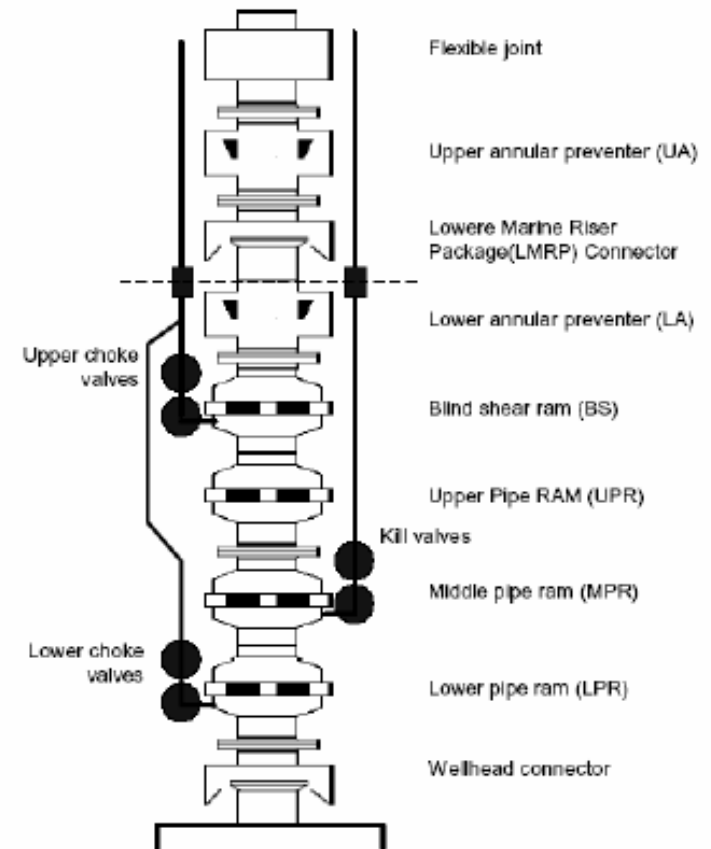 Flexible joint
Upper annular preventer (UA)
Lowere Marine Riser
Package(LMRP) Connector
Lower annular preventer (LA)
Upper choke
valves
Blind shear ram (BS)
Upper Pipe RAM (UPR)
Kill valves
Middle pipe ram (MPR)
Lower choke
valves
Lower pipe ram (LPR)
Wellhead connector